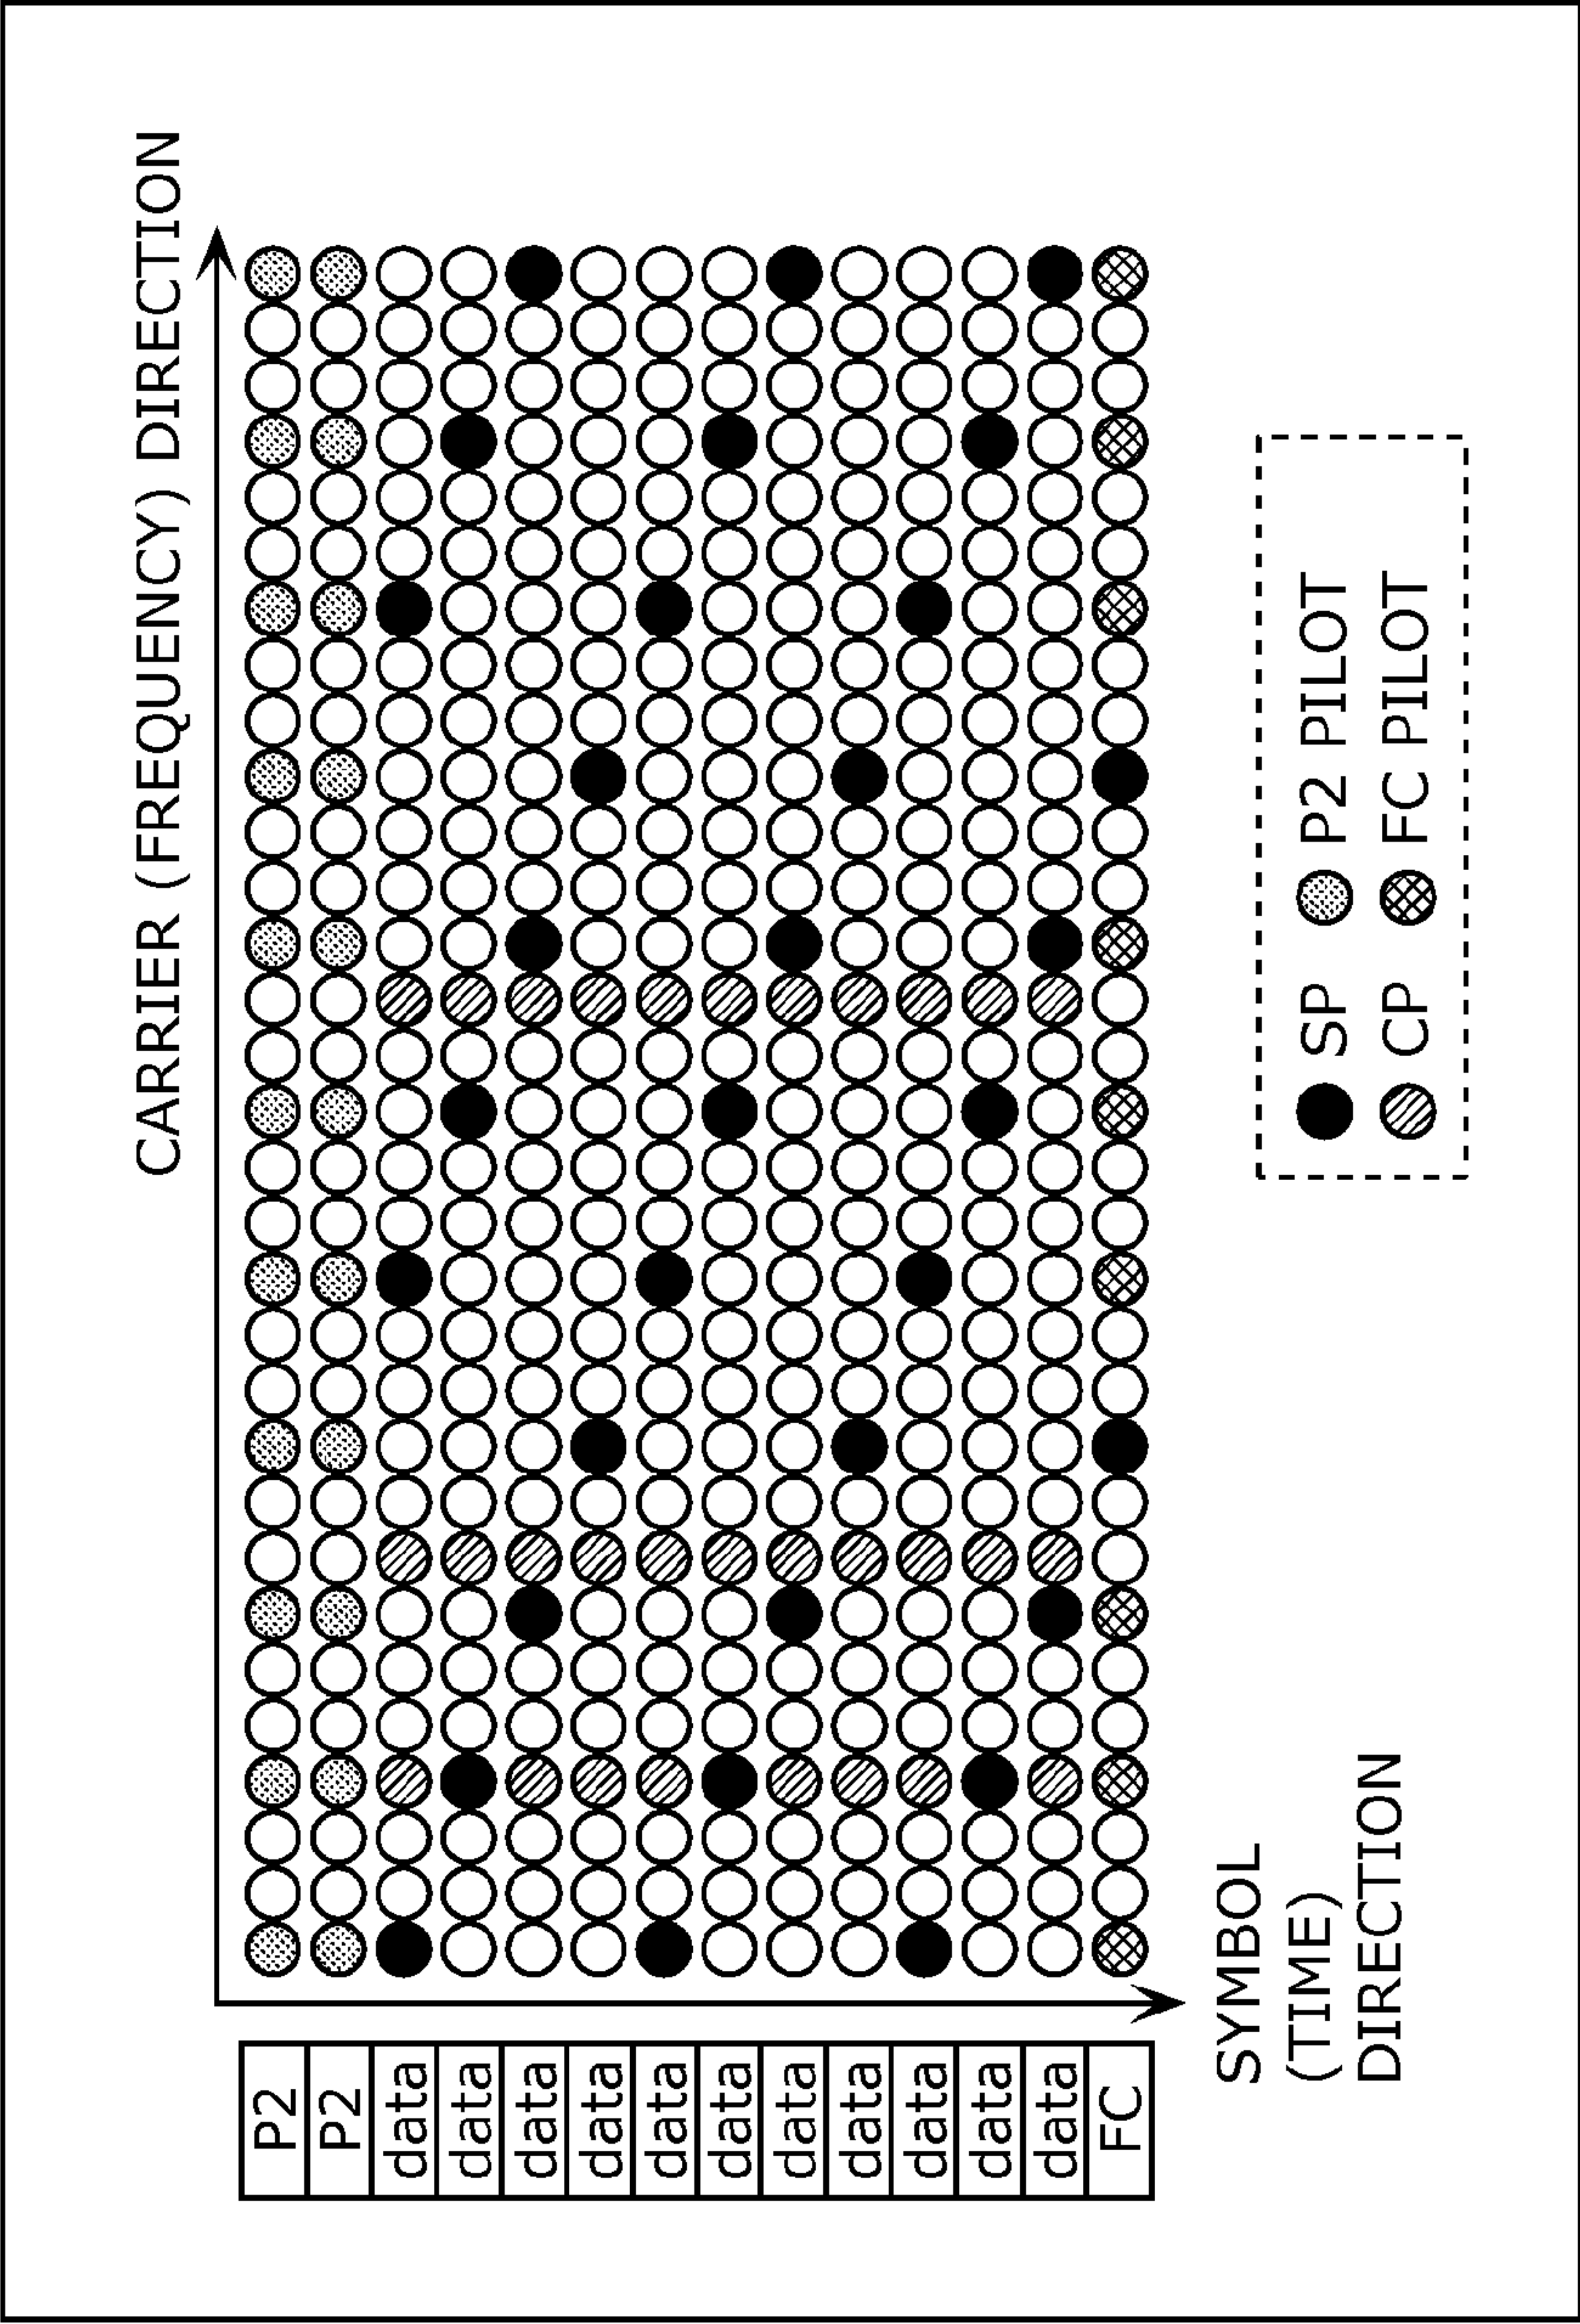 CARRIER (FREQUENCY) DIRECTION
P2
P2
data
data
data
data
data
data
data
data
data
data
data
FC
SYMBOL
(TIME)
DIRECTION
SP P2 PILOT
CP FC PILOT